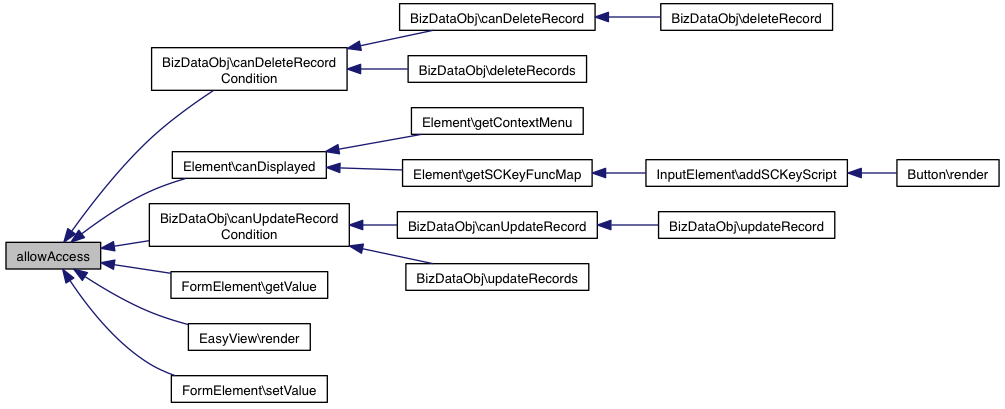 BizDataObj\canDeleteRecord
BizDataObj\deleteRecord
BizDataObj\canDeleteRecord
Condition
BizDataObj\deleteRecords
Element\getContextMenu
Element\canDisplayed
Element\getSCKeyFuncMap
InputElement\addSCKeyScript
Button\render
BizDataObj\canUpdateRecord
Condition
BizDataObj\canUpdateRecord
BizDataObj\updateRecord
allowAccess
BizDataObj\updateRecords
FormElement\getValue
EasyView\render
FormElement\setValue